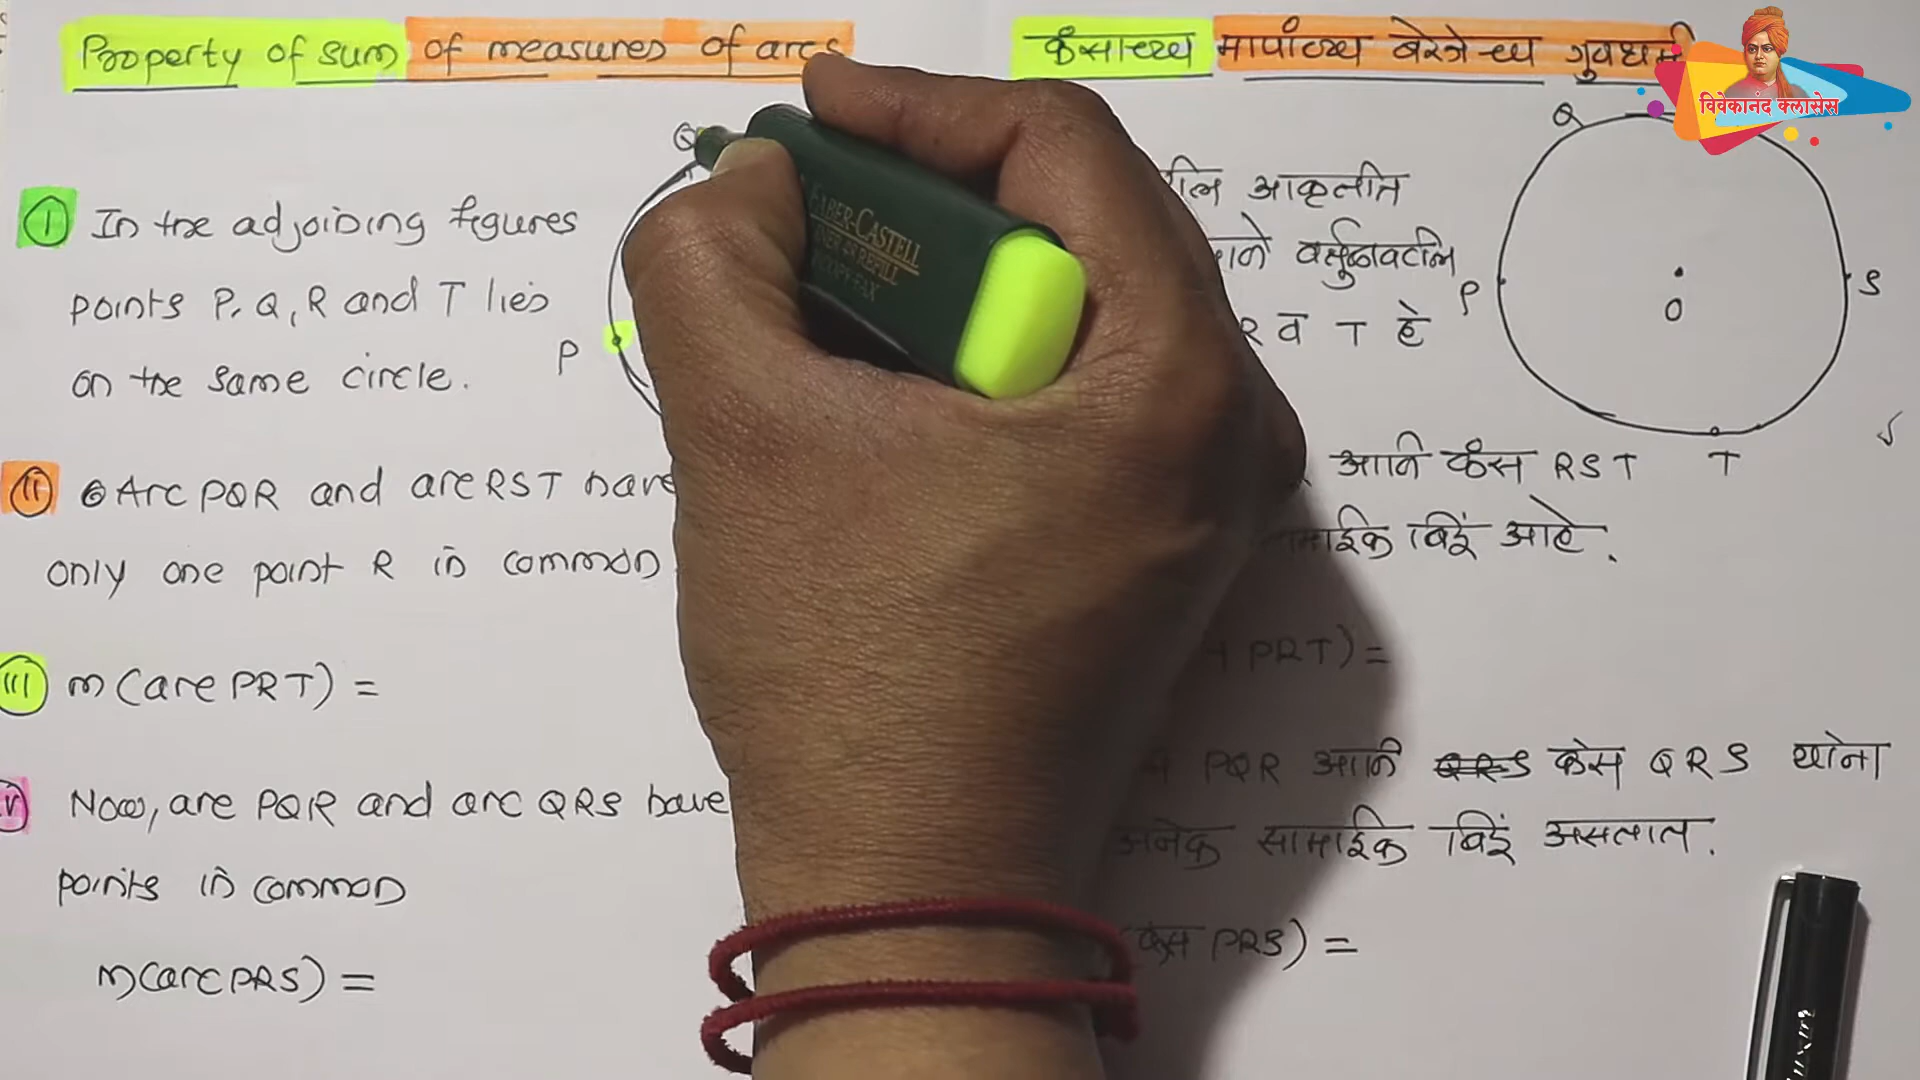 Property of sum of measures of arcs
① In the adjoining figures
points P, Q, R and T lies
on the same circle.
Q
P
ⅱ Arc PQR and arc RST have
only one point R in common
ⅲ m(arc PRT) =
Now, arc PQR and arc QRS have
points in common
m(arc PRS) =
कंसाच्या मापांच्या बेरजेच्या गुणधर्म
विवेकानंद क्लासेस
आकृतीत
वर्तुळावरील
R व T हे
Q
P
O
S
T
आणि कंस RST
सामाईक बिंदू आहे.
PRT) =
PQR आणि कंस QRS यांना
अनेक सामाईक बिंदू असतात.
(कंस PRS) =
FABER-CASTELL